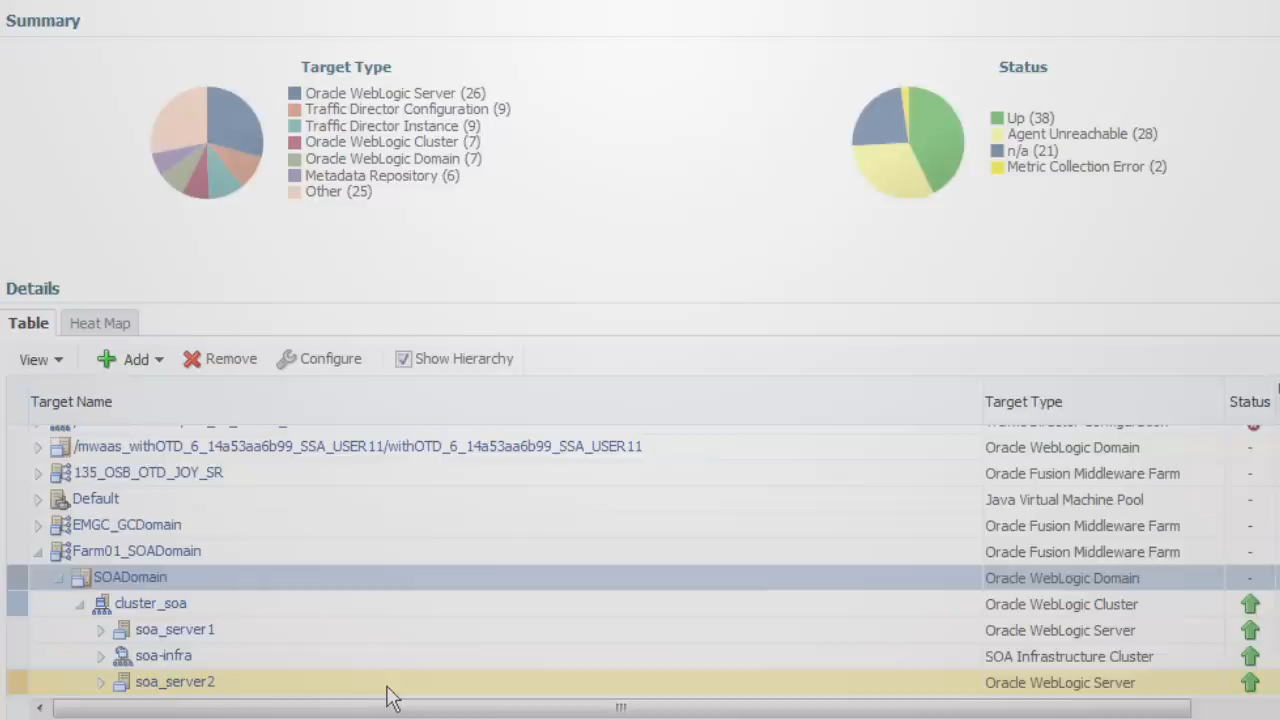 Summary
Target Type
Oracle WebLogic Server (26)
Traffic Director Configuration (9)
Traffic Director Instance (9)
Oracle WebLogic Cluster (7)
Oracle WebLogic Domain (7)
Metadata Repository (6)
Other (25)
Status
Up (38)
Agent Unreachable (28)
n/a (21)
Metric Collection Error (2)
Details
Table Heat Map
View Add Remove Configure Show Hierarchy
Target Name Target Type Status
/mwaas_withOTD_6_14a53aa6b99_SSA_USER11/withOTD_6_14a53aa6b99_SSA_USER11 Oracle WebLogic Domain -
135_OSB_OTD_JOY_SR Oracle Fusion Middleware Farm -
Default Java Virtual Machine Pool -
EMGC_GCDomain Oracle Fusion Middleware Farm -
Farm01_SOADomain Oracle Fusion Middleware Farm -
SOADomain Oracle WebLogic Domain -
cluster_soa Oracle WebLogic Cluster
soa_server1 Oracle WebLogic Server
soa-infra SOA Infrastructure Cluster
soa_server2 Oracle WebLogic Server